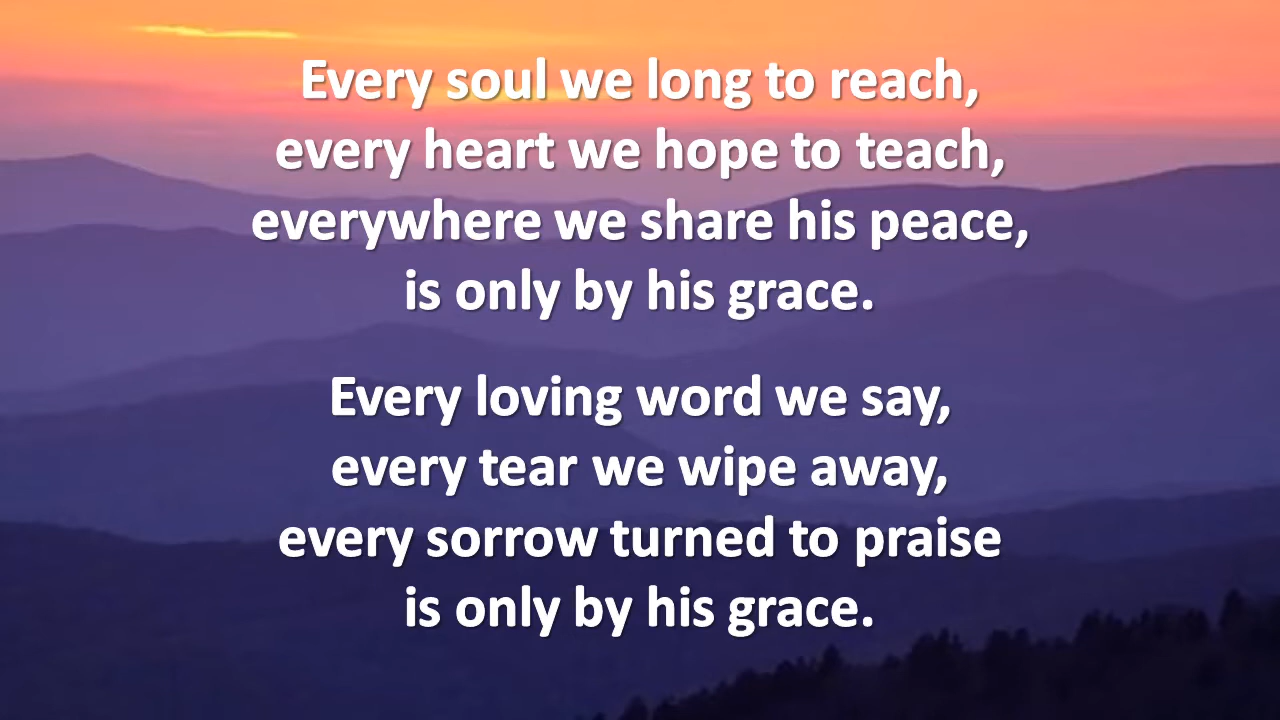 Every soul we long to reach,
every heart we hope to teach,
everywhere we share his peace,
is only by his grace.
Every loving word we say,
every tear we wipe away,
every sorrow turned to praise
is only by his grace.